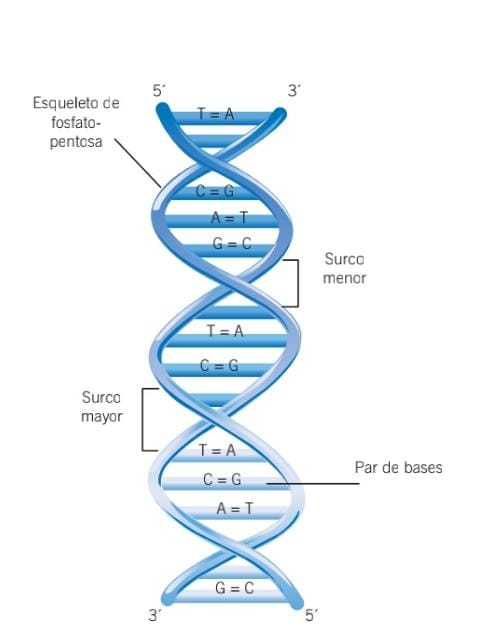 5´ 3´
Esqueleto de
fosfato-
pentosa
T = A
C = G
A = T
G = C
Surco
menor
T = A
C = G
Surco
mayor
T = A
C = G
Par de bases
A = T
G = C
3´ 5´